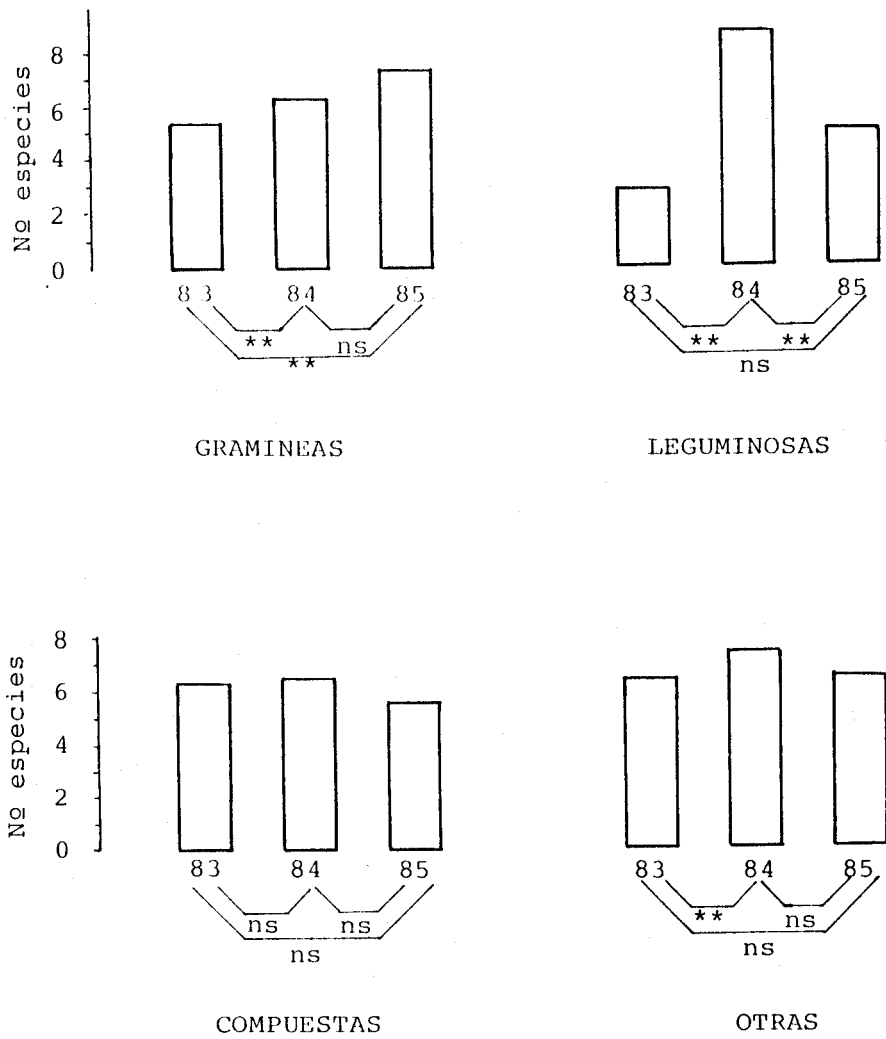 Nº especies
8
6
4
2
0
83 84 85
** ns
**
GRAMINEAS
83 84 85
** **
ns
LEGUMINOSAS
Nº especies
8
6
4
2
0
83 84 85
ns ns
ns
COMPUESTAS
83 84 85
** ns
ns
OTRAS